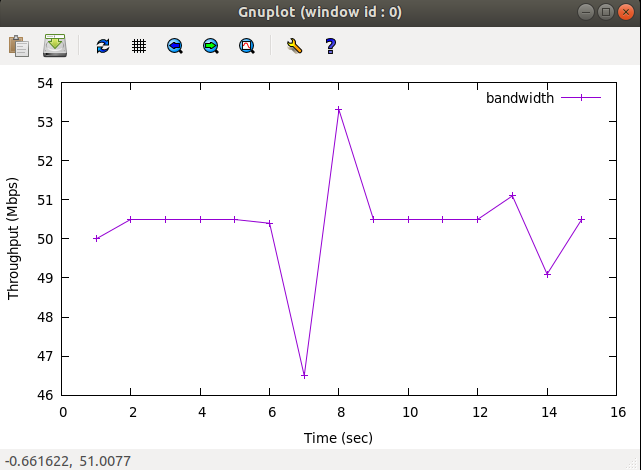 Gnuplot (window id : 0)
bandwidth
Throughput (Mbps)
54
53
52
51
50
49
48
47
46
0 2 4 6 8 10 12 14 16
Time (sec)
-0.661622, 51.0077